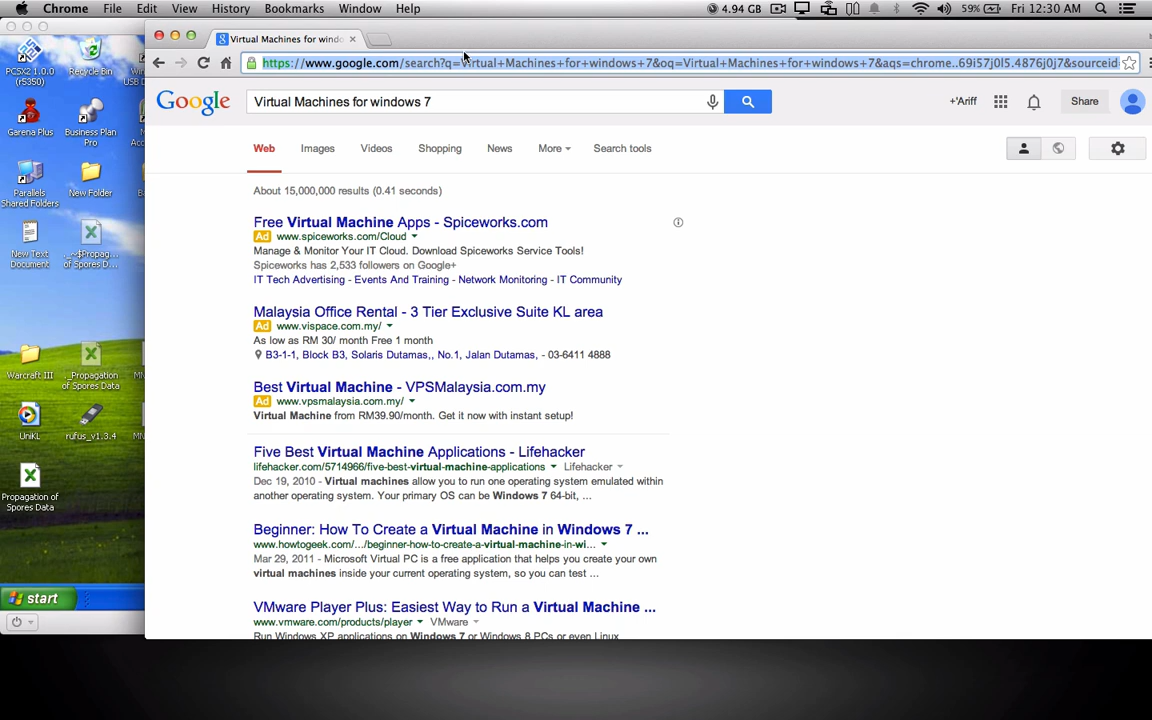 Chrome File Edit View History Bookmarks Window Help 4.94 GB 59% Fri 12:30 AM
Virtual Machines for windo
https://www.google.com/search?q=Virtual+Machines+for+windows+7&oq=Virtual+Machines+for+windows+7&aqs=chrome..69i57j0l5.4876j0j7&sourceid
PCSX2 1.0.0
(r5350)
Recycle Bin
Garena Plus
Business Plan
Pro
Parallels
Shared Folders
New Folder
New Text
Document
._~$Propag...
of Spores D...
Warcraft III
._Propagation
of Spores Data
UniKL
rufus_v1.3.4
Propagation of
Spores Data
start
Google
Virtual Machines for windows 7
+'Ariff
Share
Web Images Videos Shopping News More Search tools
About 15,000,000 results (0.41 seconds)
Free Virtual Machine Apps - Spiceworks.com
Ad www.spiceworks.com/Cloud
Manage & Monitor Your IT Cloud. Download Spiceworks Service Tools!
Spiceworks has 2,533 followers on Google+
IT Tech Advertising - Events And Training - Network Monitoring - IT Community
Malaysia Office Rental - 3 Tier Exclusive Suite KL area
Ad www.vispace.com.my/
As low as RM 30/ month Free 1 month
B3-1-1, Block B3, Solaris Dutamas,, No.1, Jalan Dutamas, - 03-6411 4888
Best Virtual Machine - VPSMalaysia.com.my
Ad www.vpsmalaysia.com.my/
Virtual Machine from RM39.90/month. Get it now with instant setup!
Five Best Virtual Machine Applications - Lifehacker
lifehacker.com/5714966/five-best-virtual-machine-applications Lifehacker
Dec 19, 2010 - Virtual machines allow you to run one operating system emulated within
another operating system. Your primary OS can be Windows 7 64-bit, ...
Beginner: How To Create a Virtual Machine in Windows 7 ...
www.howtogeek.com/.../beginner-how-to-create-a-virtual-machine-in-wi...
Mar 29, 2011 - Microsoft Virtual PC is a free application that helps you create your own
virtual machines inside your current operating system, so you can test ...
VMware Player Plus: Easiest Way to Run a Virtual Machine ...
www.vmware.com/products/player VMware
Run Windows XP applications on Windows 7 or Windows 8 PCs or even Linux